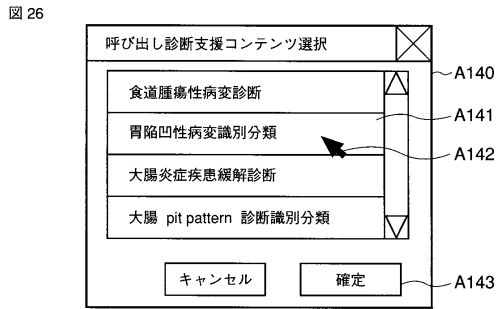 図 26
呼び出し診断支援コンテンツ選択
食道腫瘍性病変診断
胃陥凹性病変識別分類
大腸炎症疾患緩解診断
大腸 pit pattern 診断識別分類
キャンセル
確定
A140
A141
A142
A143